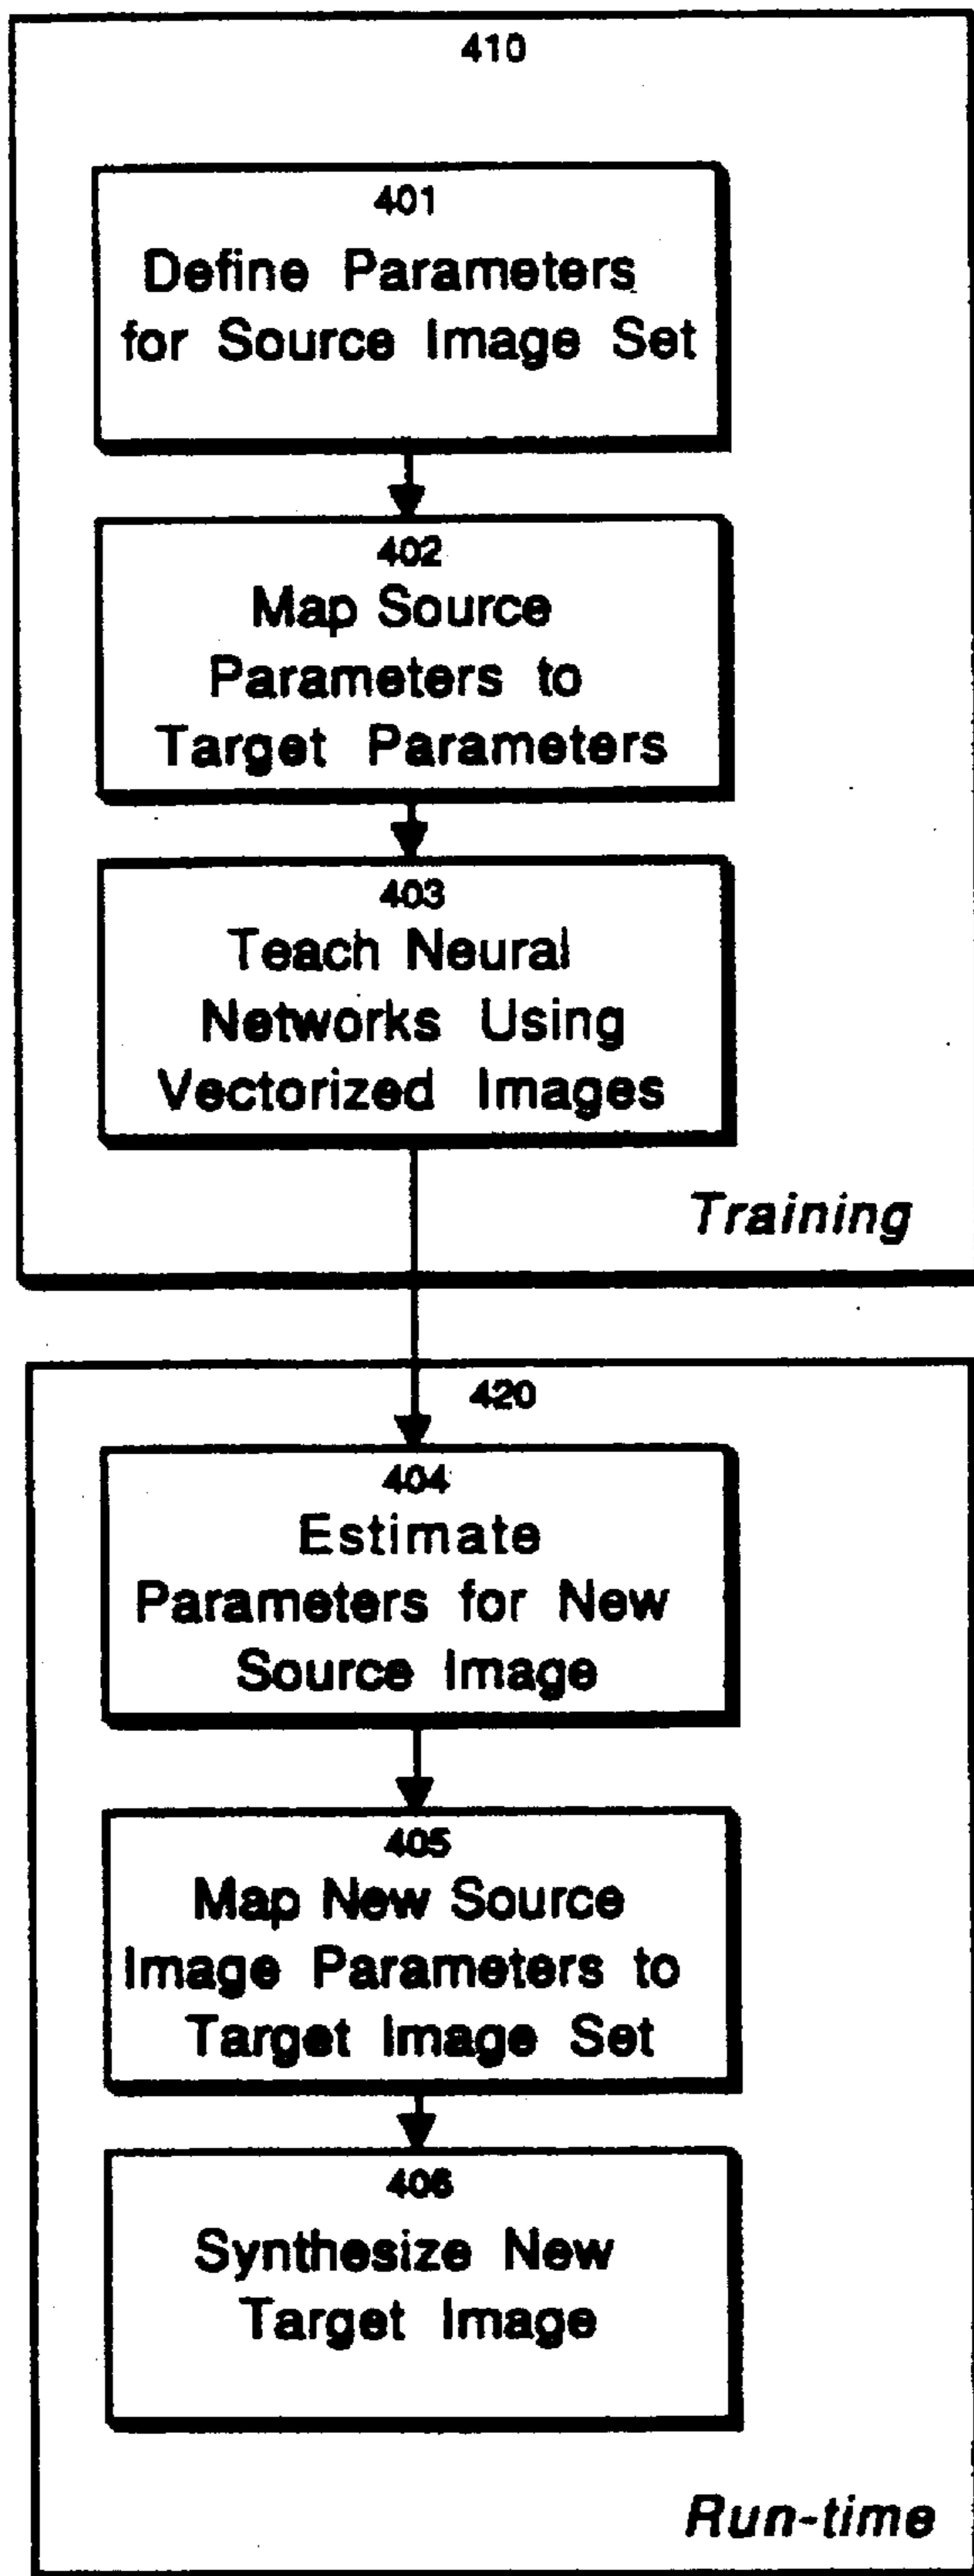 410
401
Define Parameters
for Source Image Set
402
Map Source
Parameters to
Target Parameters
403
Teach Neural
Networks Using
Vectorized Images
Training
420
404
Estimate
Parameters for New
Source Image
405
Map New Source
Image Parameters to
Target Image Set
406
Synthesize New
Target Image
Run-time